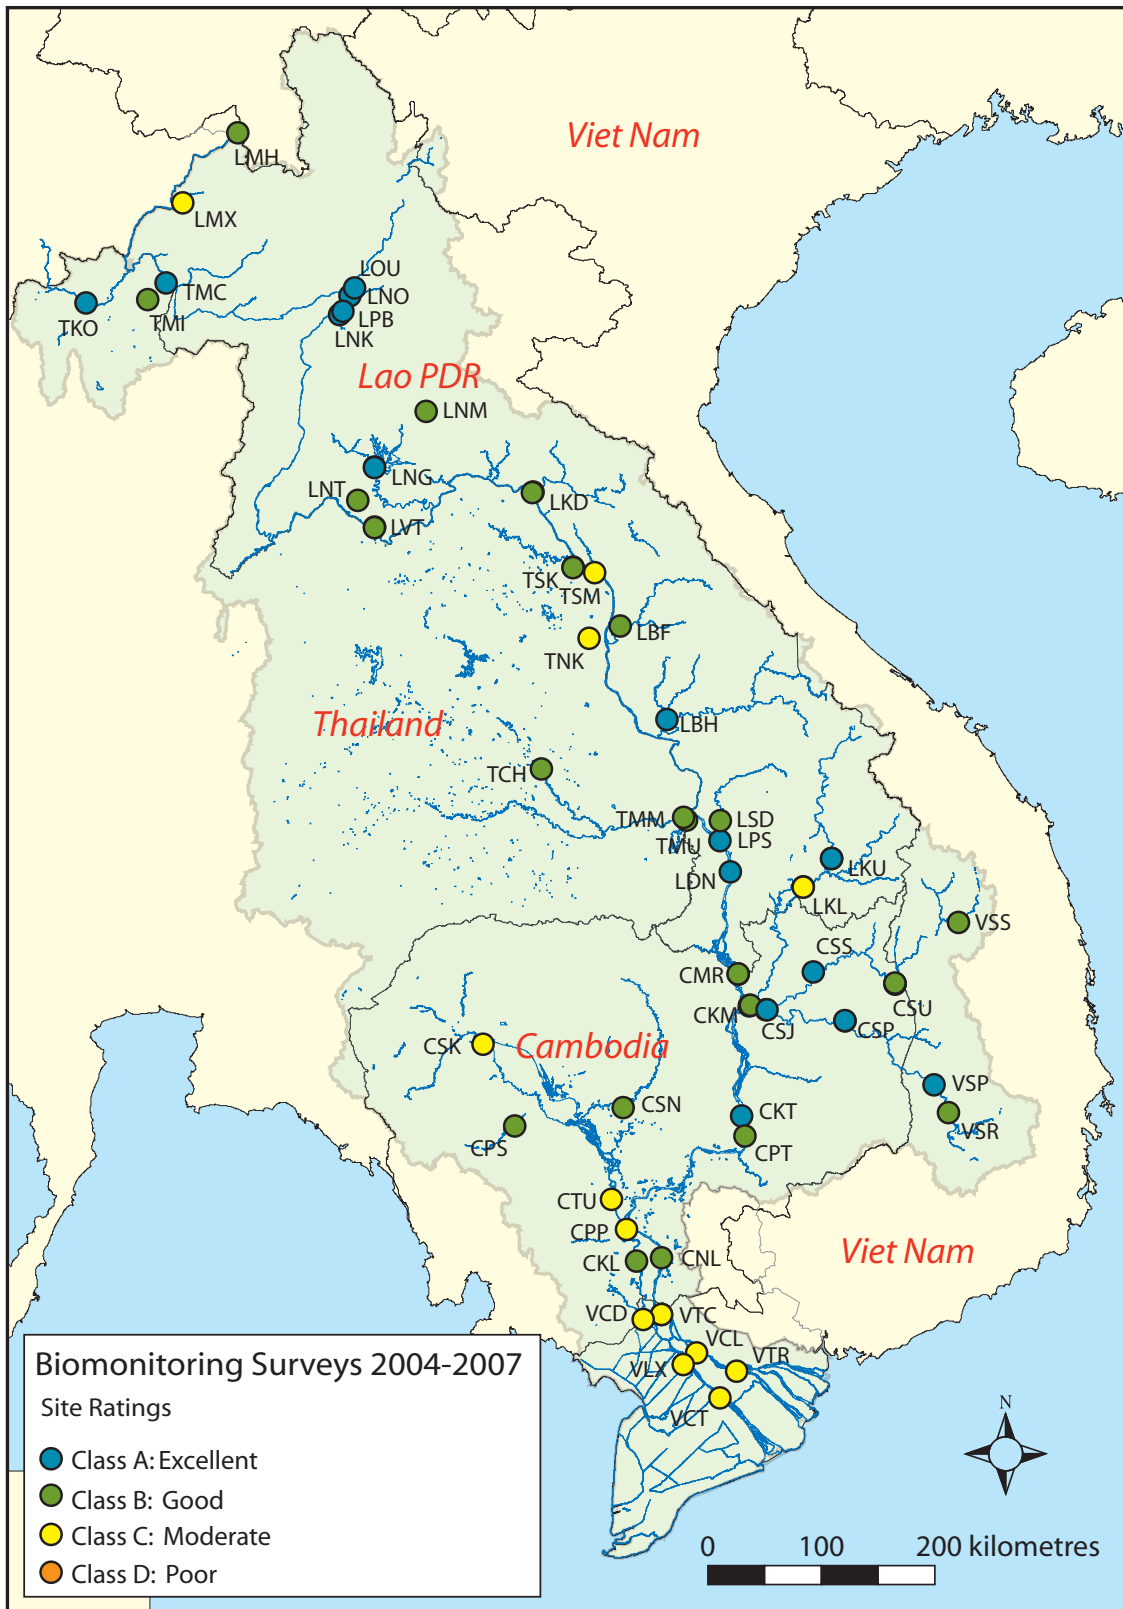 Viet Nam
LMH
LMX
LOU
TMC
LNO
TKO
TMI
LPB
LNK
Lao PDR
LNM
LNG
LNT
LKD
LVT
TSK
TSM
LBF
TNK
Thailand
LBH
TCH
TMM
LSD
TMU
LPS
LKU
LDN
LKL
VSS
CSS
CMR
CSU
CKM
CSJ
CSP
CSK
Cambodia
VSP
CSN
CKT
VSR
CPS
CPT
CTU
CPP
Viet Nam
CKL
CNL
VCD
VTC
VCL
VTR
VLX
VCT
Biomonitoring Surveys 2004-2007
Site Ratings
Class A: Excellent
Class B: Good
Class C: Moderate
Class D: Poor
N
0 100 200 kilometres